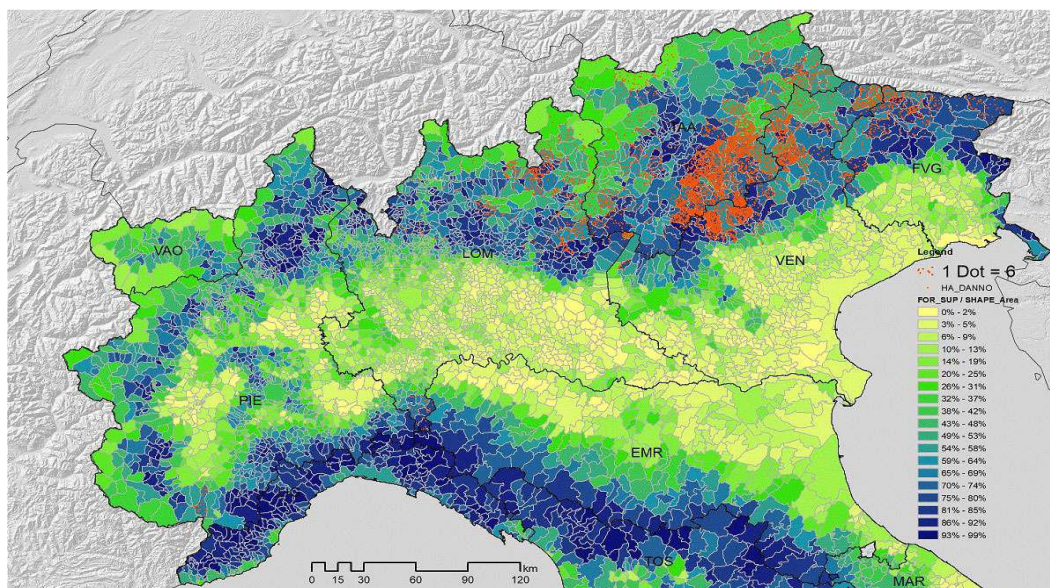 TAA
FVG
VAO
LOM
VEN
Legend
1 Dot = 6
HA_DANNO
FOR_SUP / SHAPE_Area
0% - 2%
3% - 5%
6% - 9%
10% - 13%
14% - 19%
20% - 25%
26% - 31%
32% - 37%
38% - 42%
43% - 48%
49% - 53%
54% - 58%
59% - 64%
65% - 69%
70% - 74%
75% - 80%
81% - 85%
86% - 92%
93% - 99%
PIE
EMR
TOS
MAR
km
0 15 30 60 90 120